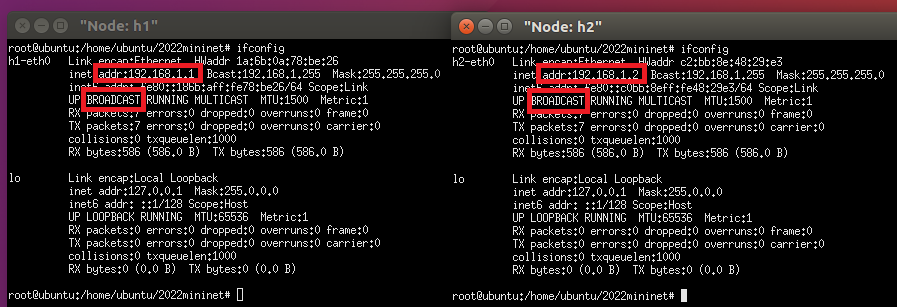 "Node: h1"
root@ubuntu:/home/ubuntu/2022mininet# ifconfig
h1-eth0 Link encap:Ethernet HWaddr 1a:6b:0a:78:be:26
inet addr:192.168.1.1 Bcast:192.168.1.255 Mask:255.255.255.0
inet6 addr: fe80::186b:aff:fe78:be26/64 Scope:Link
UP BROADCAST RUNNING MULTICAST MTU:1500 Metric:1
RX packets:7 errors:0 dropped:0 overruns:0 frame:0
TX packets:7 errors:0 dropped:0 overruns:0 carrier:0
collisions:0 txqueuelen:1000
RX bytes:586 (586.0 B) TX bytes:586 (586.0 B)
lo Link encap:Local Loopback
inet addr:127.0.0.1 Mask:255.0.0.0
inet6 addr: ::1/128 Scope:Host
UP LOOPBACK RUNNING MTU:65536 Metric:1
RX packets:0 errors:0 dropped:0 overruns:0 frame:0
TX packets:0 errors:0 dropped:0 overruns:0 carrier:0
collisions:0 txqueuelen:1000
RX bytes:0 (0.0 B) TX bytes:0 (0.0 B)
root@ubuntu:/home/ubuntu/2022mininet#
"Node: h2"
root@ubuntu:/home/ubuntu/2022mininet# ifconfig
h2-eth0 Link encap:Ethernet HWaddr c2:bb:8e:48:29:e3
inet addr:192.168.1.2 Bcast:192.168.1.255 Mask:255.255.255.0
inet6 addr: fe80::c0bb:8eff:fe48:29e3/64 Scope:Link
UP BROADCAST RUNNING MULTICAST MTU:1500 Metric:1
RX packets:7 errors:0 dropped:0 overruns:0 frame:0
TX packets:7 errors:0 dropped:0 overruns:0 carrier:0
collisions:0 txqueuelen:1000
RX bytes:586 (586.0 B) TX bytes:586 (586.0 B)
lo Link encap:Local Loopback
inet addr:127.0.0.1 Mask:255.0.0.0
inet6 addr: ::1/128 Scope:Host
UP LOOPBACK RUNNING MTU:65536 Metric:1
RX packets:0 errors:0 dropped:0 overruns:0 frame:0
TX packets:0 errors:0 dropped:0 overruns:0 carrier:0
collisions:0 txqueuelen:1000
RX bytes:0 (0.0 B) TX bytes:0 (0.0 B)
root@ubuntu:/home/ubuntu/2022mininet#